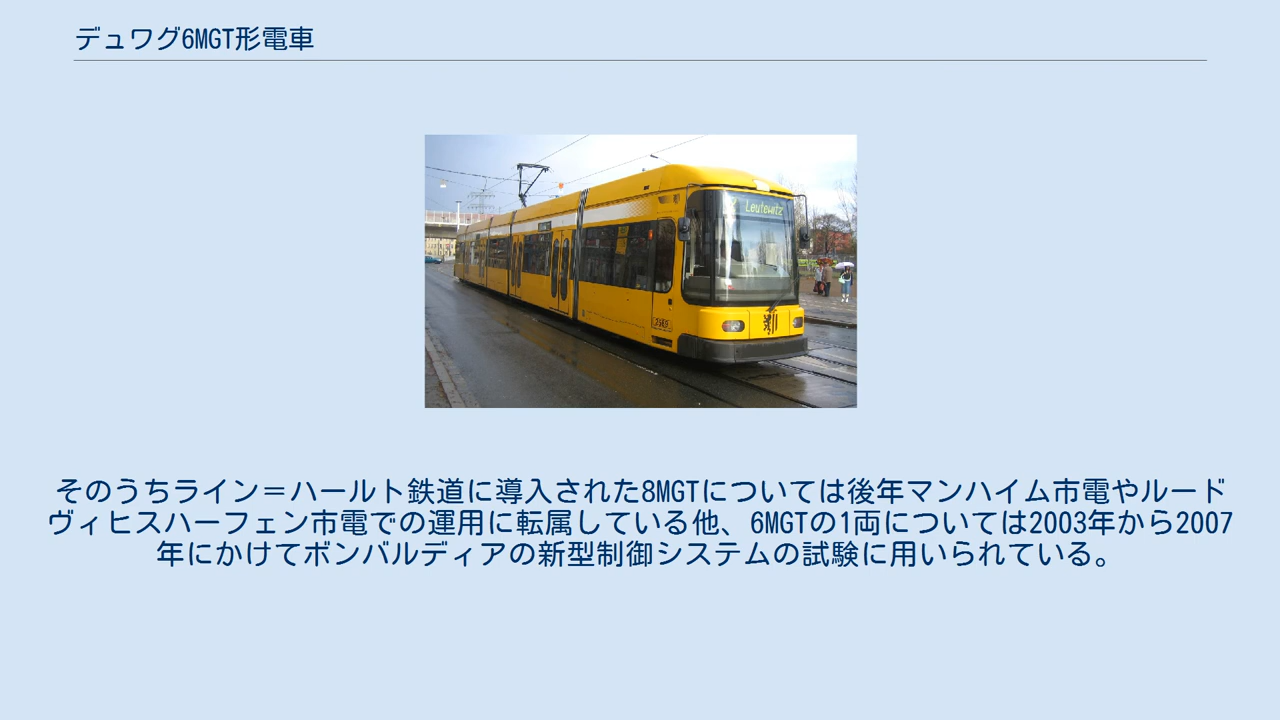 デュワグ6MGT形電車
Leutewitz
そのうちライン＝ハールト鉄道に導入された8MGTについては後年マンハイム市電やルード
ヴィヒスハーフェン市電での運用に転属している他、6MGTの1両については2003年から2007
年にかけてボンバルディアの新型制御システムの試験に用いられている。